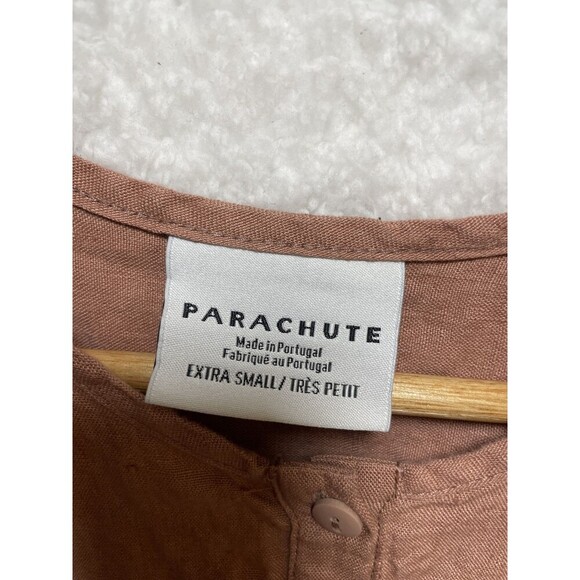 PARACHUTE
Made in Portugal
Fabriqué au Portugal
EXTRA SMALL/TRÈS PETIT